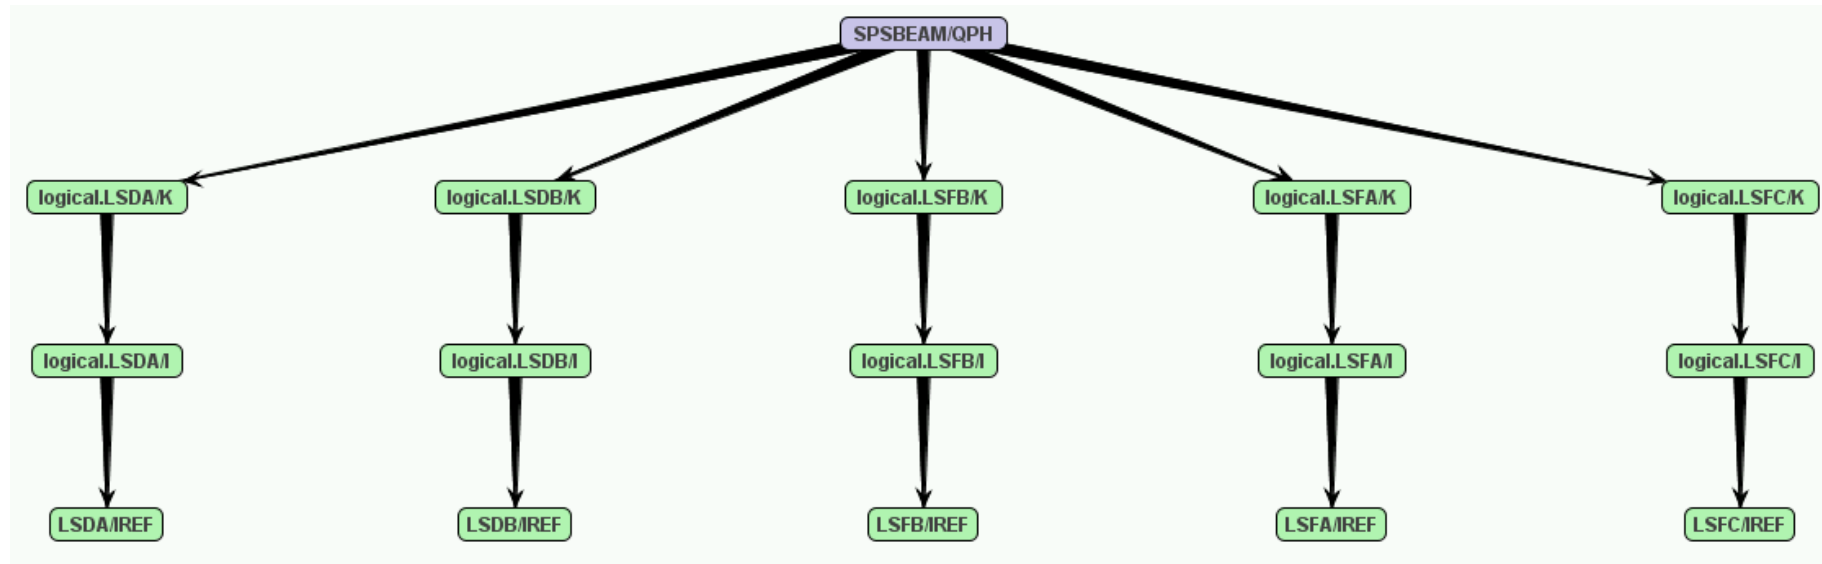 SPSBEAM/QPH
logical.LSDA/K
logical.LSDB/K
logical.LSFB/K
logical.LSFA/K
logical.LSFC/K
logical.LSDA/I
logical.LSDB/I
logical.LSFB/I
logical.LSFA/I
logical.LSFC/I
LSDA/IREF
LSDB/IREF
LSFB/IREF
LSFA/IREF
LSFC/IREF